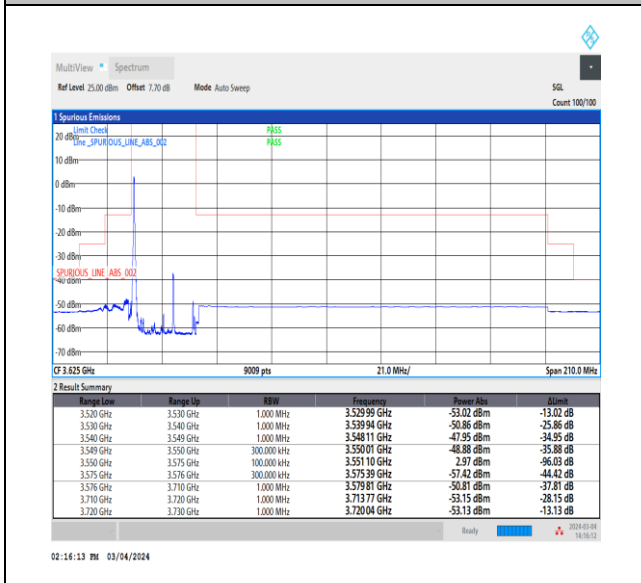 MultiView Spectrum
Ref Level 25.00 dBm Offset 7.70 dB Mode Auto Sweep SGL
Count 100/100
1 Spurious Emissions
Limit Check PASS
20 dBm
Line _SPURIOUS_LINE_ABS_002 PASS
10 dBm
0 dBm
-10 dBm
-20 dBm
-30 dBm
SPURIOUS_LINE_ABS_002
-40 dBm
-50 dBm
-60 dBm
-70 dBm
CF 3.625 GHz 9009 pts 21.0 MHz/ Span 210.0 MHz
2 Result Summary
Range Low Range Up RBW Frequency Power Abs ΔLimit
3.520 GHz 3.530 GHz 1.000 MHz 3.52999 GHz -53.02 dBm -13.02 dB
3.530 GHz 3.540 GHz 1.000 MHz 3.53994 GHz -50.86 dBm -25.86 dB
3.540 GHz 3.549 GHz 1.000 MHz 3.54811 GHz -47.95 dBm -34.95 dB
3.549 GHz 3.550 GHz 300.000 kHz 3.55001 GHz -48.88 dBm -35.88 dB
3.550 GHz 3.575 GHz 100.000 kHz 3.55110 GHz 2.97 dBm -96.03 dB
3.575 GHz 3.576 GHz 300.000 kHz 3.57539 GHz -57.42 dBm -44.42 dB
3.576 GHz 3.710 GHz 1.000 MHz 3.57981 GHz -50.81 dBm -37.81 dB
3.710 GHz 3.720 GHz 1.000 MHz 3.71377 GHz -53.15 dBm -28.15 dB
3.720 GHz 3.730 GHz 1.000 MHz 3.72004 GHz -53.13 dBm -13.13 dB
Ready 2024-03-04
14:16:12
02:16:13 PM 03/04/2024